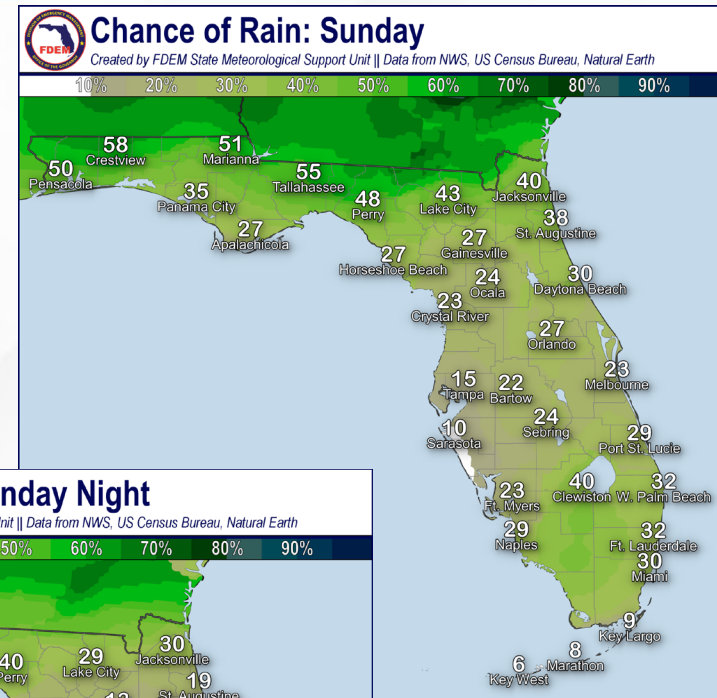 FDEM
Chance of Rain: Sunday
Created by FDEM State Meteorological Support Unit || Data from NWS, US Census Bureau, Natural Earth
10% 20% 30% 40% 50% 60% 70% 80% 90%
58
Crestview
51
Marianna
50
Pensacola
55
Tallahassee
35
Panama City
48
Perry
43
Lake City
40
Jacksonville
38
St. Augustine
27
Apalachicola
27
Gainesville
27
Horseshoe Beach
24
Ocala
30
Daytona Beach
23
Crystal River
27
Orlando
15
Tampa
22
Bartow
23
Melbourne
10
Sarasota
24
Sebring
29
Port St. Lucie
23
Ft. Myers
40
Clewiston
32
W. Palm Beach
29
Naples
32
Ft. Lauderdale
30
Miami
9
Key Largo
8
Marathon
6
Key West
nday Night
nit || Data from NWS, US Census Bureau, Natural Earth
50% 60% 70% 80% 90%
40
Perry
29
Lake City
30
Jacksonville
19
St. Augustine